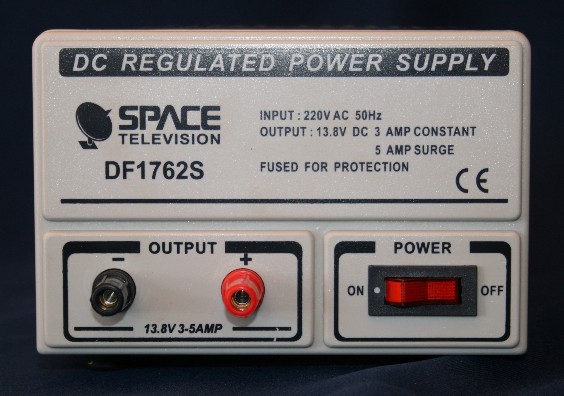 DC REGULATED POWER SUPPLY
SPACE
TELEVISION
DF1762S
INPUT : 220V AC 50Hz
OUTPUT : 13.8V DC 3 AMP CONSTANT
5 AMP SURGE
FUSED FOR PROTECTION
CE
OUTPUT
- +
13.8V 3-5AMP
POWER
ON OFF